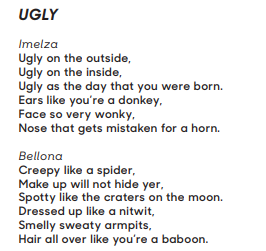 UGLY
Imelza
Ugly on the outside,
Ugly on the inside,
Ugly as the day that you were born.
Ears like you're a donkey,
Face so very wonky,
Nose that gets mistaken for a horn.
Bellona
Creepy like a spider,
Make up will not hide yer,
Spotty like the craters on the moon.
Dressed up like a nitwit,
Smelly sweaty armpits,
Hair all over like you're a baboon.